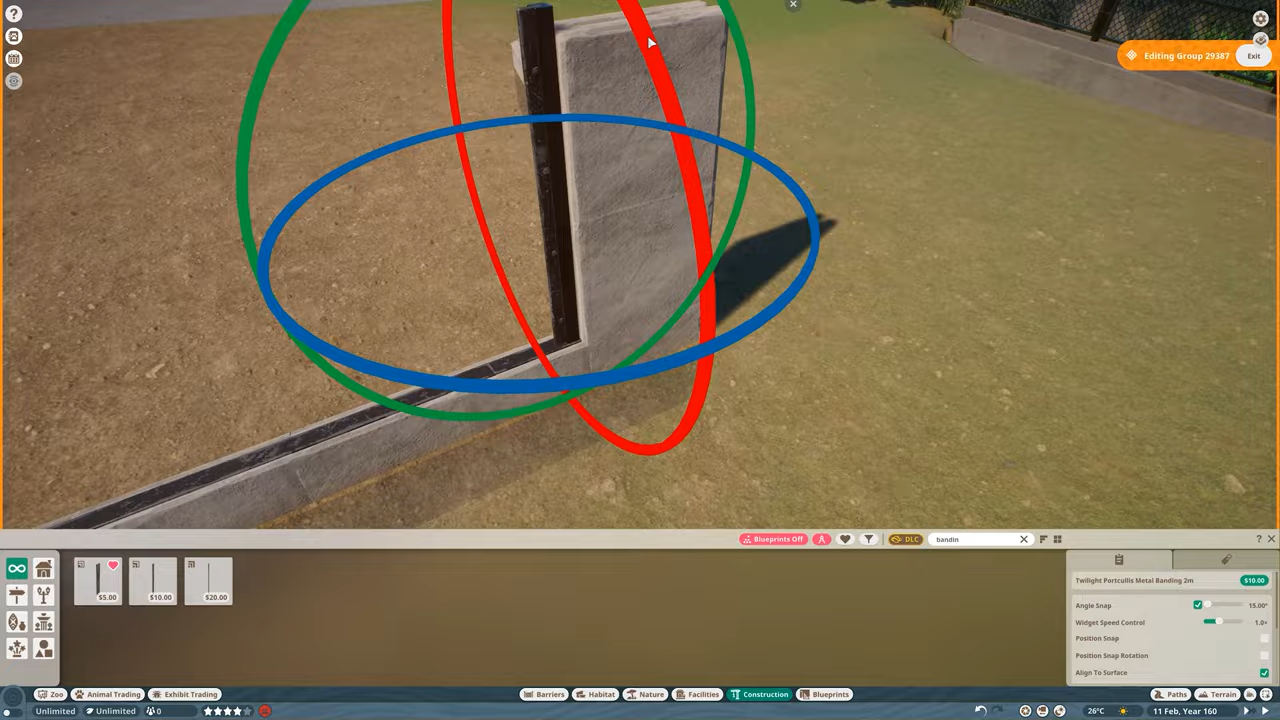 Editing Group 29387 Exit
Blueprints Off DLC bandin
$5.00 $10.00 $20.00
Twilight Portcullis Metal Banding 2m $10.00
Angle Snap 15.00°
Widget Speed Control 1.0×
Position Snap
Position Snap Rotation
Align To Surface
Zoo Animal Trading Exhibit Trading Barriers Habitat Nature Facilities Construction Blueprints Paths Terrain
Unlimited Unlimited 0 26°C 11 Feb, Year 160